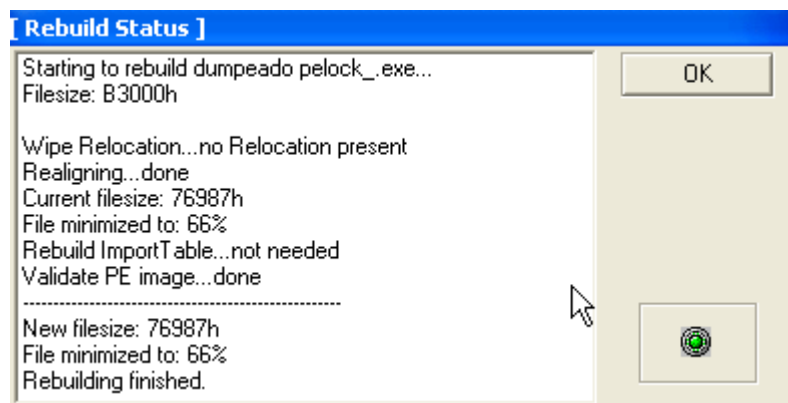 [ Rebuild Status ]
Starting to rebuild dumpeado pelock_.exe...
Filesize: B3000h
Wipe Relocation...no Relocation present
Realigning...done
Current filesize: 76987h
File minimized to: 66%
Rebuild ImportTable...not needed
Validate PE image...done
----------------------------------------------------
New filesize: 76987h
File minimized to: 66%
Rebuilding finished.
OK